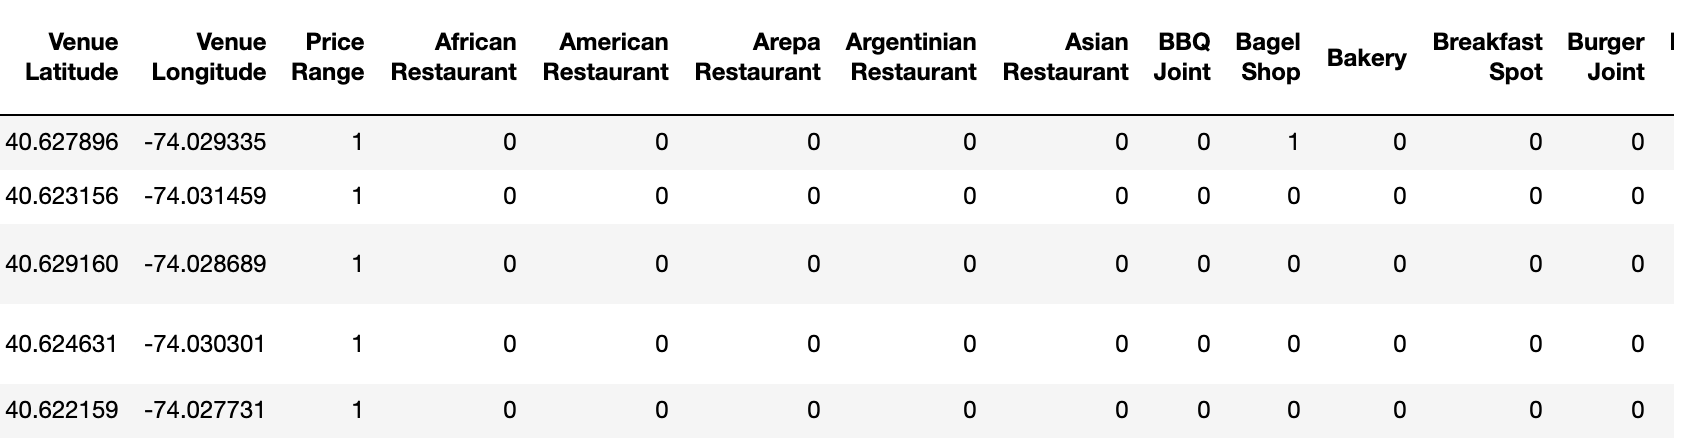 Venue Latitude Venue Longitude Price Range African Restaurant American Restaurant Arepa Restaurant Argentinian Restaurant Asian Restaurant BBQ Joint Bagel Shop Bakery Breakfast Spot Burger Joint
40.627896 -74.029335 1 0 0 0 0 0 0 1 0 0 0
40.623156 -74.031459 1 0 0 0 0 0 0 0 0 0 0
40.629160 -74.028689 1 0 0 0 0 0 0 0 0 0 0
40.624631 -74.030301 1 0 0 0 0 0 0 0 0 0 0
40.622159 -74.027731 1 0 0 0 0 0 0 0 0 0 0